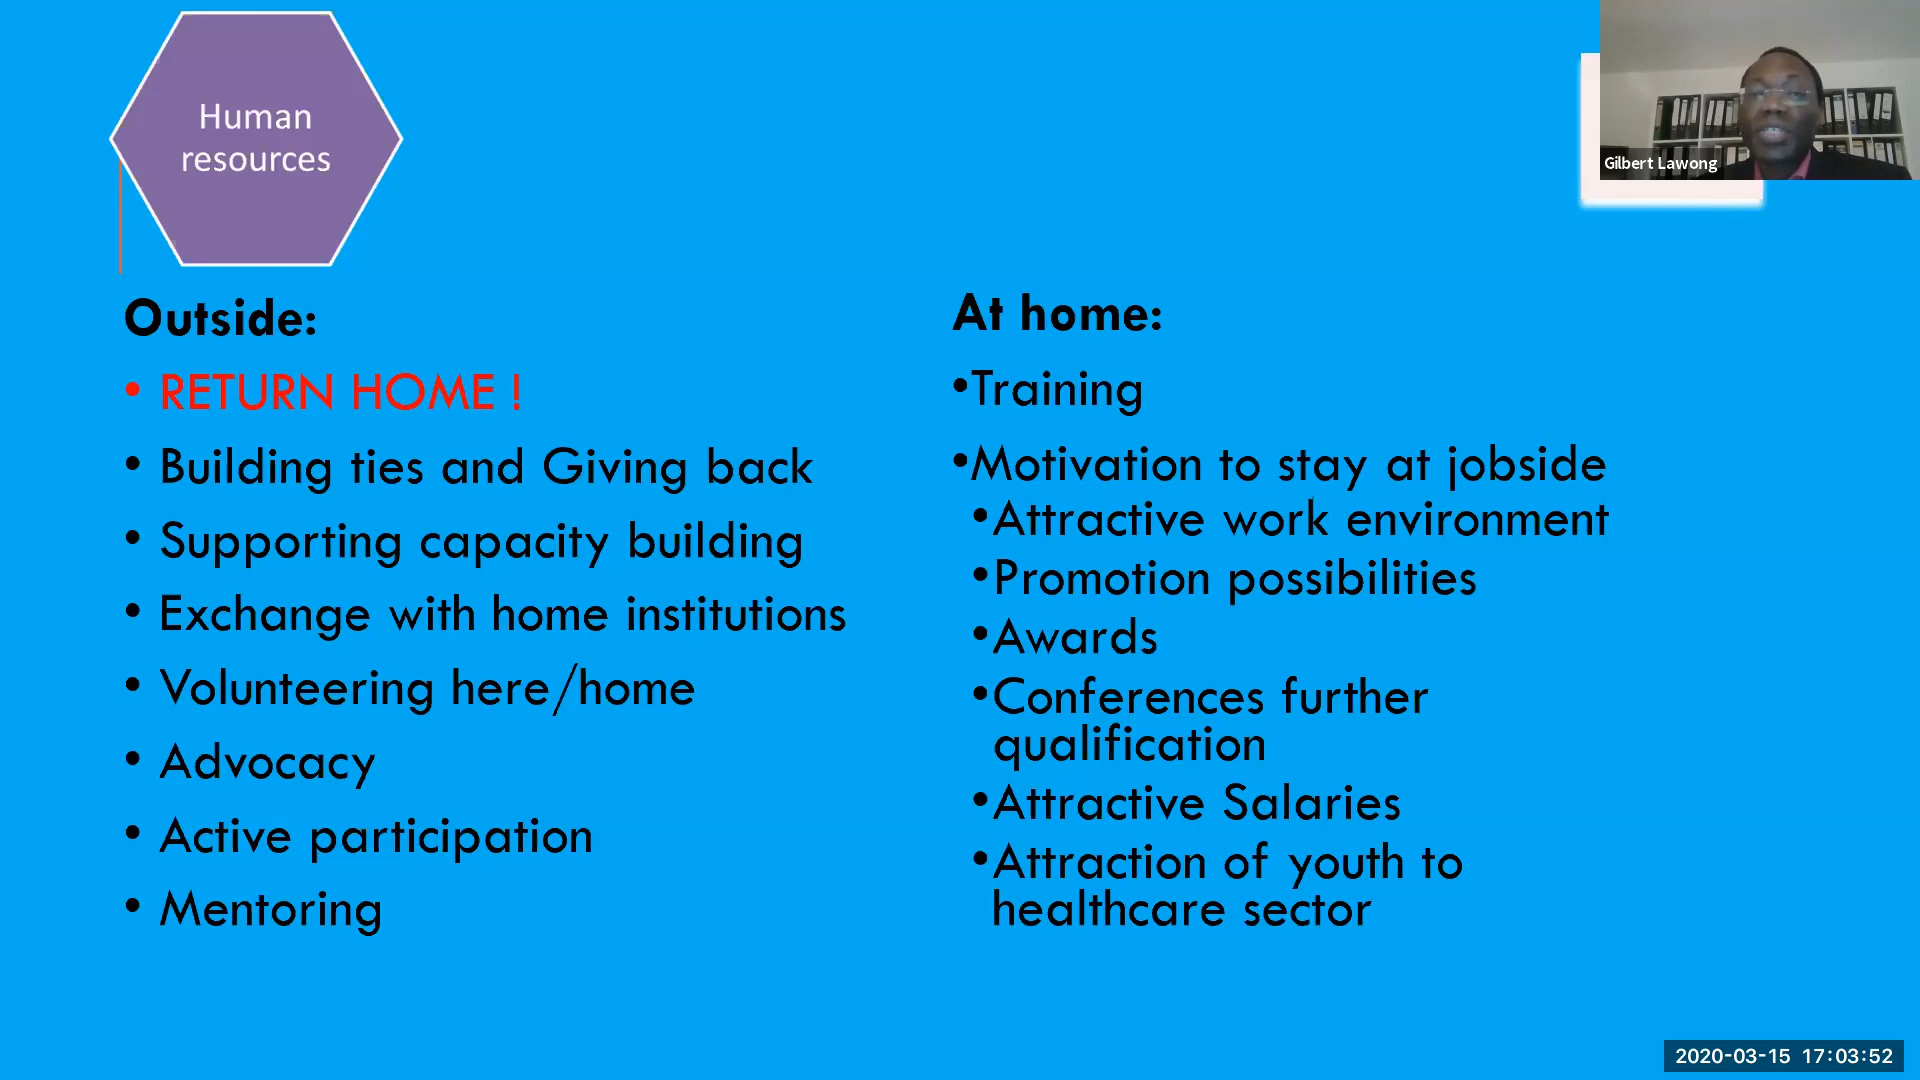 Human
resources
Gilbert Lawong
Outside:
• RETURN HOME !
• Building ties and Giving back
• Supporting capacity building
• Exchange with home institutions
• Volunteering here/home
• Advocacy
• Active participation
• Mentoring
At home:
•Training
•Motivation to stay at jobside
•Attractive work environment
•Promotion possibilities
•Awards
•Conferences further
qualification
•Attractive Salaries
•Attraction of youth to
healthcare sector
2020-03-15 17:03:52